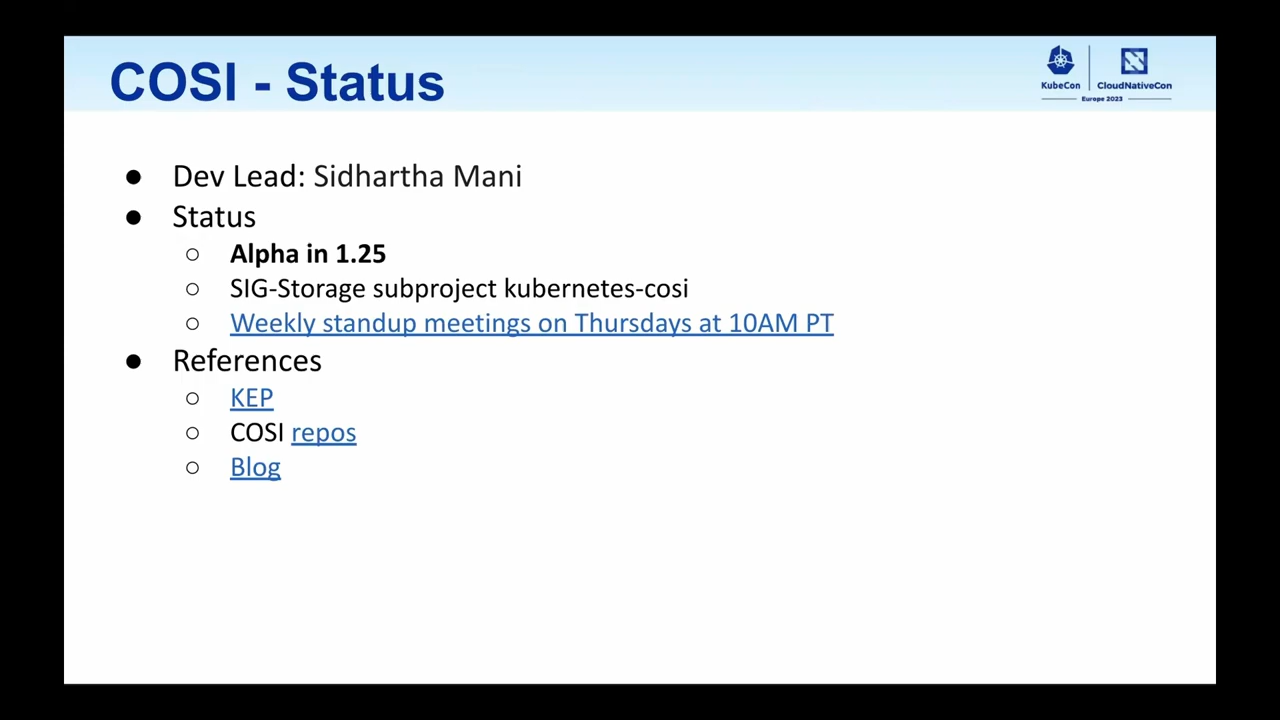 COSI - Status
KubeCon
CloudNativeCon
Europe 2023
● Dev Lead: Sidhartha Mani
● Status
○ Alpha in 1.25
○ SIG-Storage subproject kubernetes-cosi
○ Weekly standup meetings on Thursdays at 10AM PT
● References
○ KEP
○ COSI repos
○ Blog